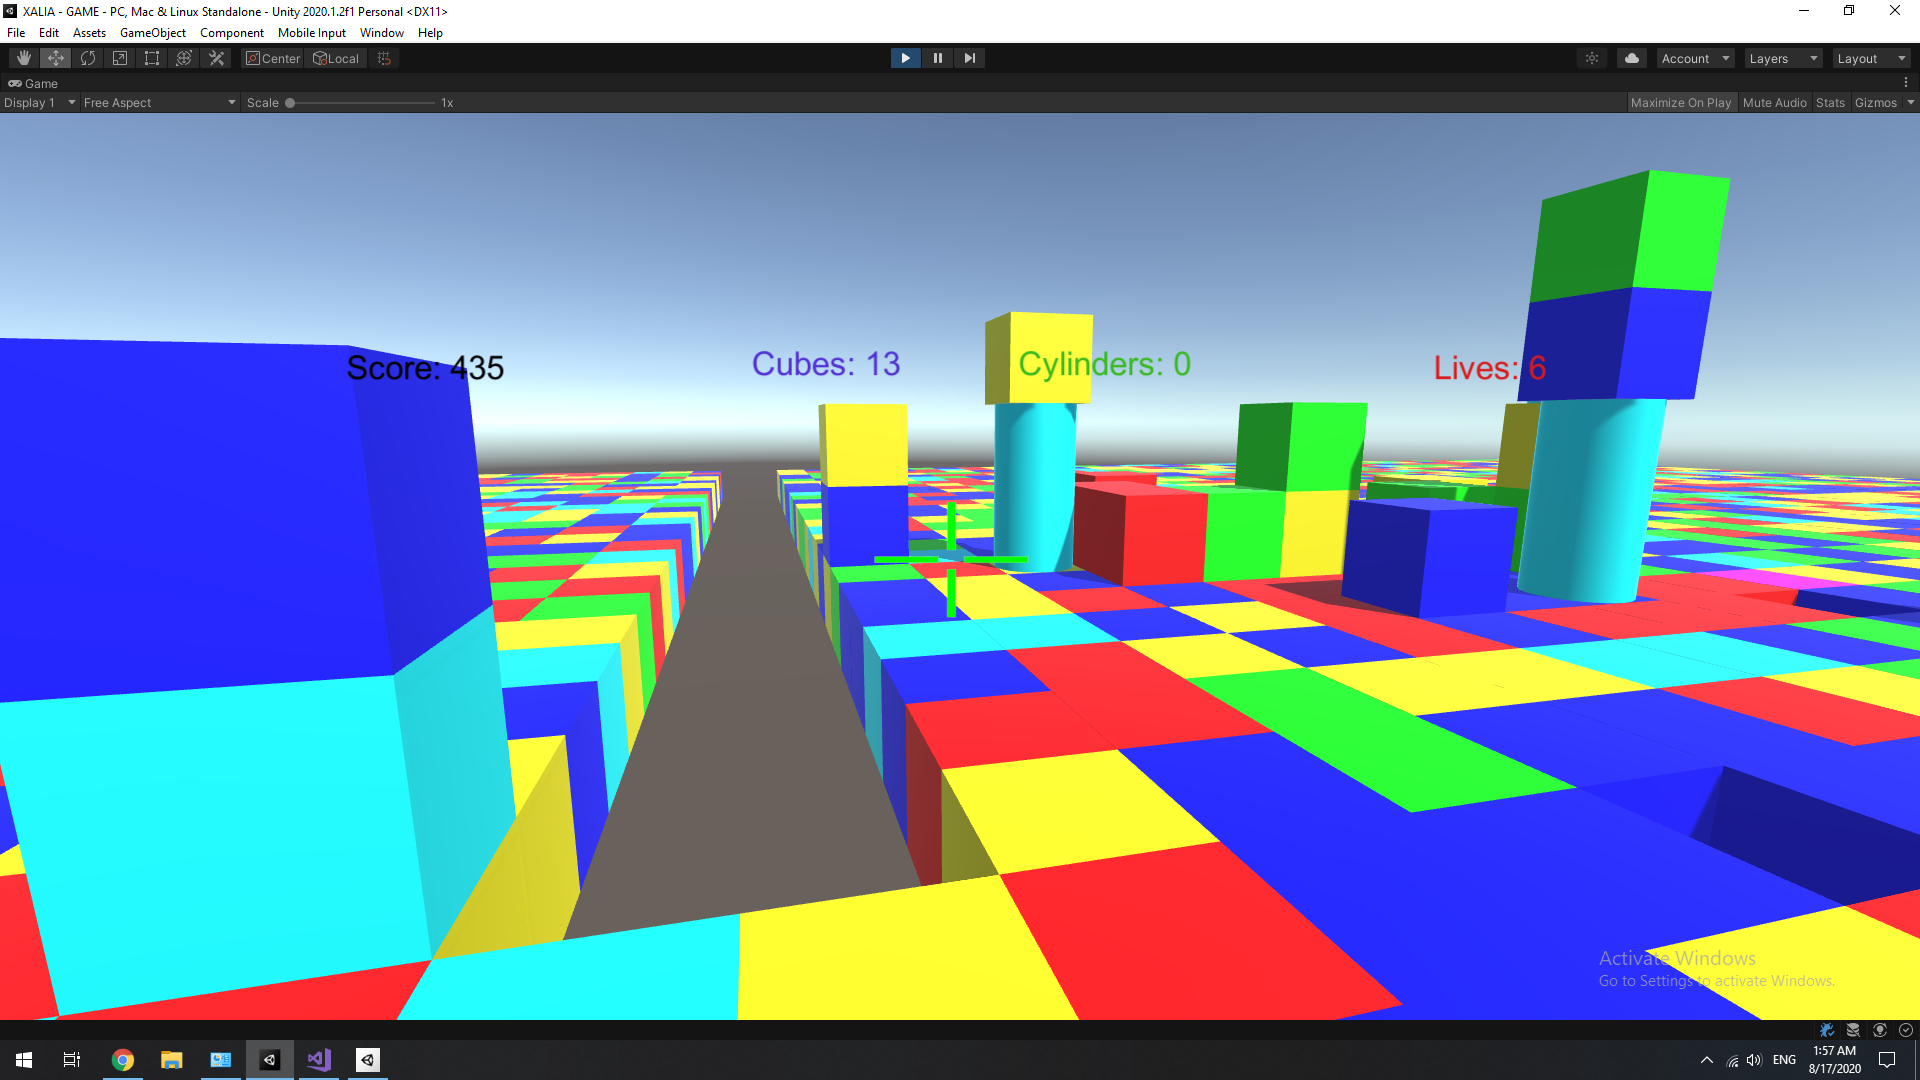 XALIA - GAME - PC, Mac & Linux Standalone - Unity 2020.1.2f1 Personal <DX11>
File Edit Assets GameObject Component Mobile Input Window Help
Center Local Account Layers Layout
Game
Display 1 Free Aspect Scale 1x Maximize On Play Mute Audio Stats Gizmos
Score: 435 Cubes: 13 Cylinders: 0 Lives: 6
Activate Windows
Go to Settings to activate Windows.
ENG
1:57 AM
8/17/2020